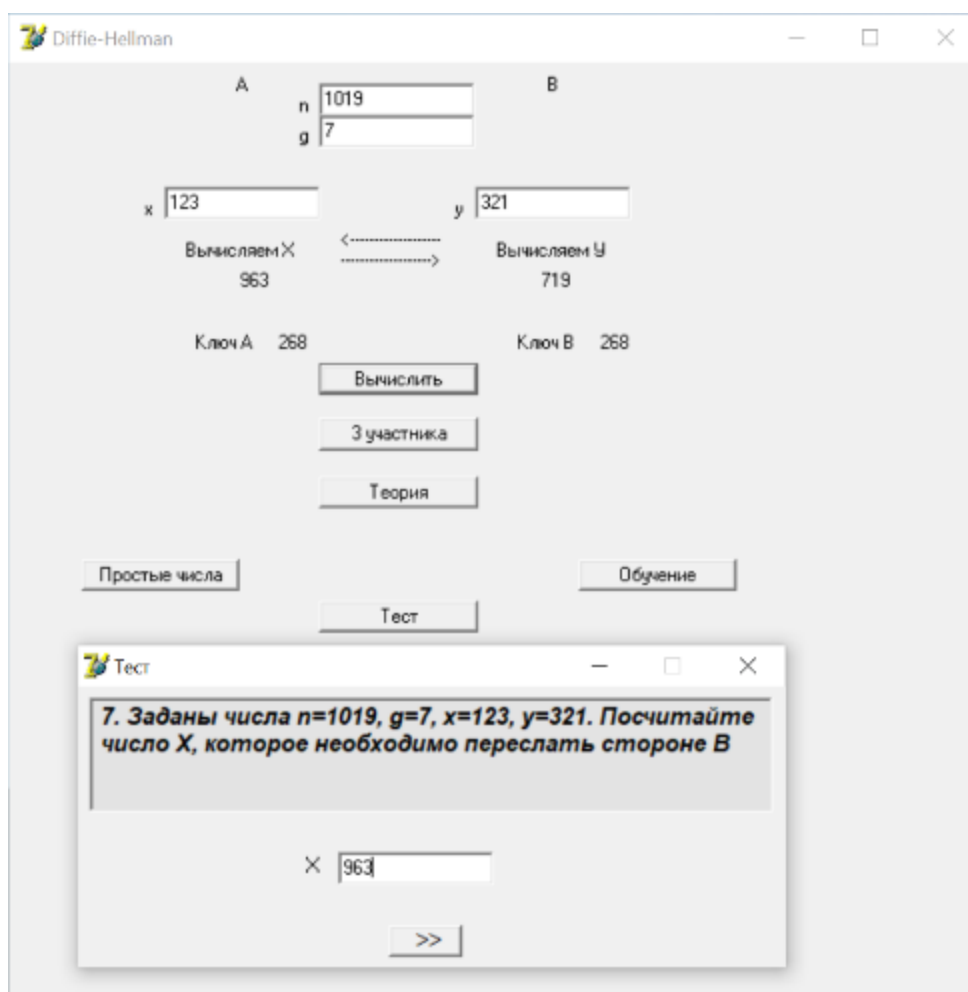 Diffie-Hellman
A B
n 1019
g 7
x 123 y 321
Вычисляем X <-------------------- Вычисляем Y
-------------------->
963 719
Ключ A 268 Ключ B 268
Вычислить
3 участника
Теория
Простые числа Обучение
Тест
Тест
7. Заданы числа n=1019, g=7, x=123, y=321. Посчитайте
число X, которое необходимо переслать стороне B
X 963
>>